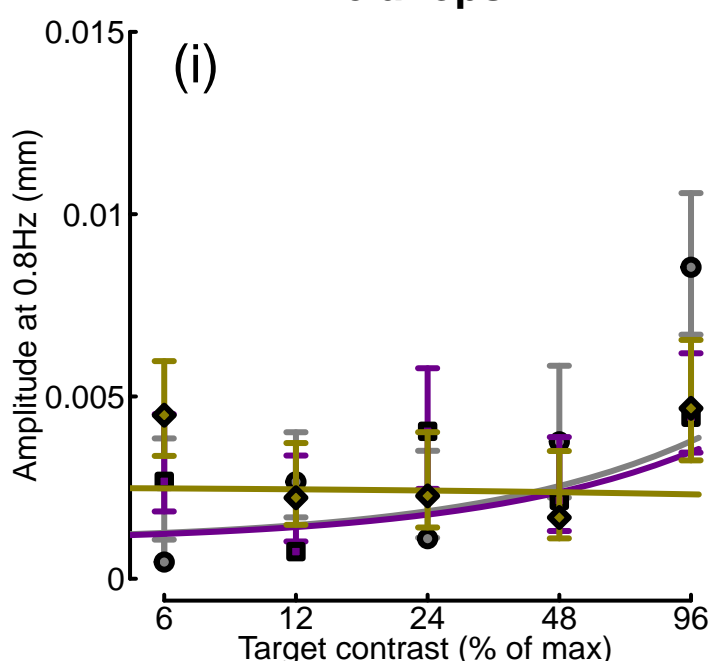 (i)
0.015
0.01
0.005
0
Amplitude at 0.8Hz (mm)
6 12 24 48 96
Target contrast (% of max)